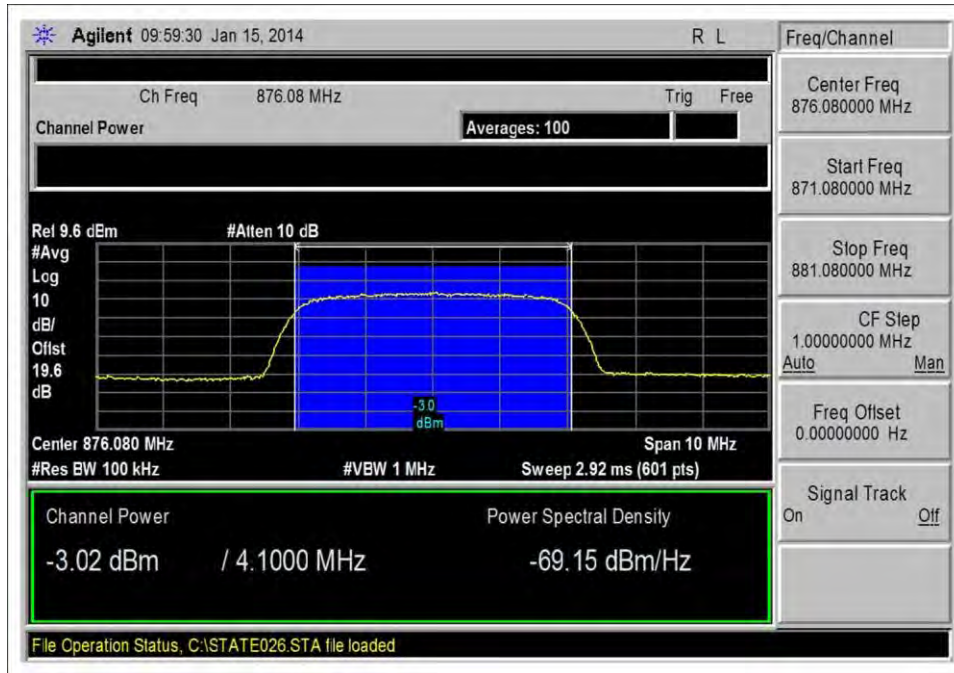 Agilent 09:59:30 Jan 15, 2014 R L
Freq/Channel
Ch Freq 876.08 MHz Trig Free
Channel Power Averages: 100
Ref 9.6 dBm #Atten 10 dB
#Avg
Log
10
dB/
Offst
19.6
dB
-3.0
dBm
Center 876.080 MHz Span 10 MHz
#Res BW 100 kHz #VBW 1 MHz Sweep 2.92 ms (601 pts)
Channel Power Power Spectral Density
-3.02 dBm / 4.1000 MHz -69.15 dBm/Hz
File Operation Status, C:\STATE026.STA file loaded
Center Freq
876.080000 MHz
Start Freq
871.080000 MHz
Stop Freq
881.080000 MHz
CF Step
1.00000000 MHz
Auto Man
Freq Offset
0.00000000 Hz
Signal Track
On Off